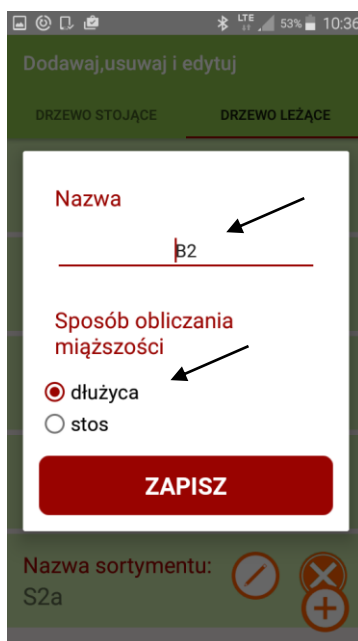 LTE 53% 10:36
Dodawaj,usuwaj i edytuj
DRZEWO STOJĄCE DRZEWO LEŻĄCE
Nazwa
B2
Sposób obliczania
miąższości
dłużyca
stos
ZAPISZ
Nazwa sortymentu:
S2a